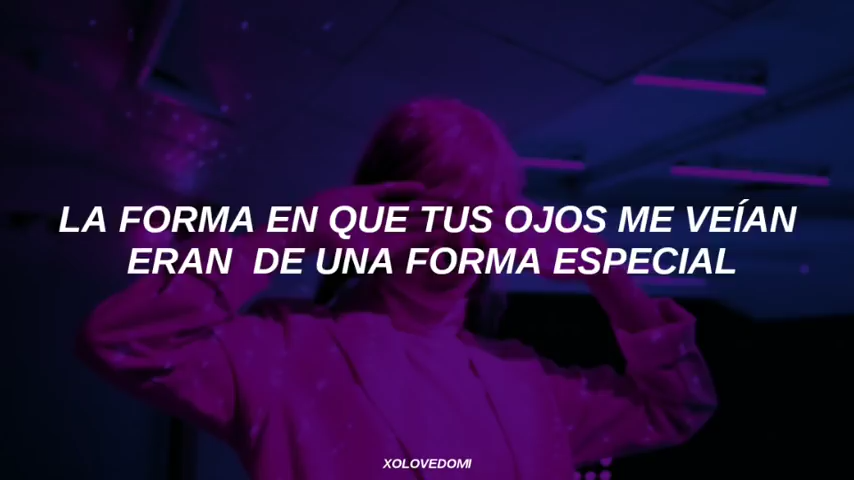 LA FORMA EN QUE TUS OJOS ME VEÍAN
ERAN  DE UNA FORMA ESPECIAL
XOLOVEDOMI